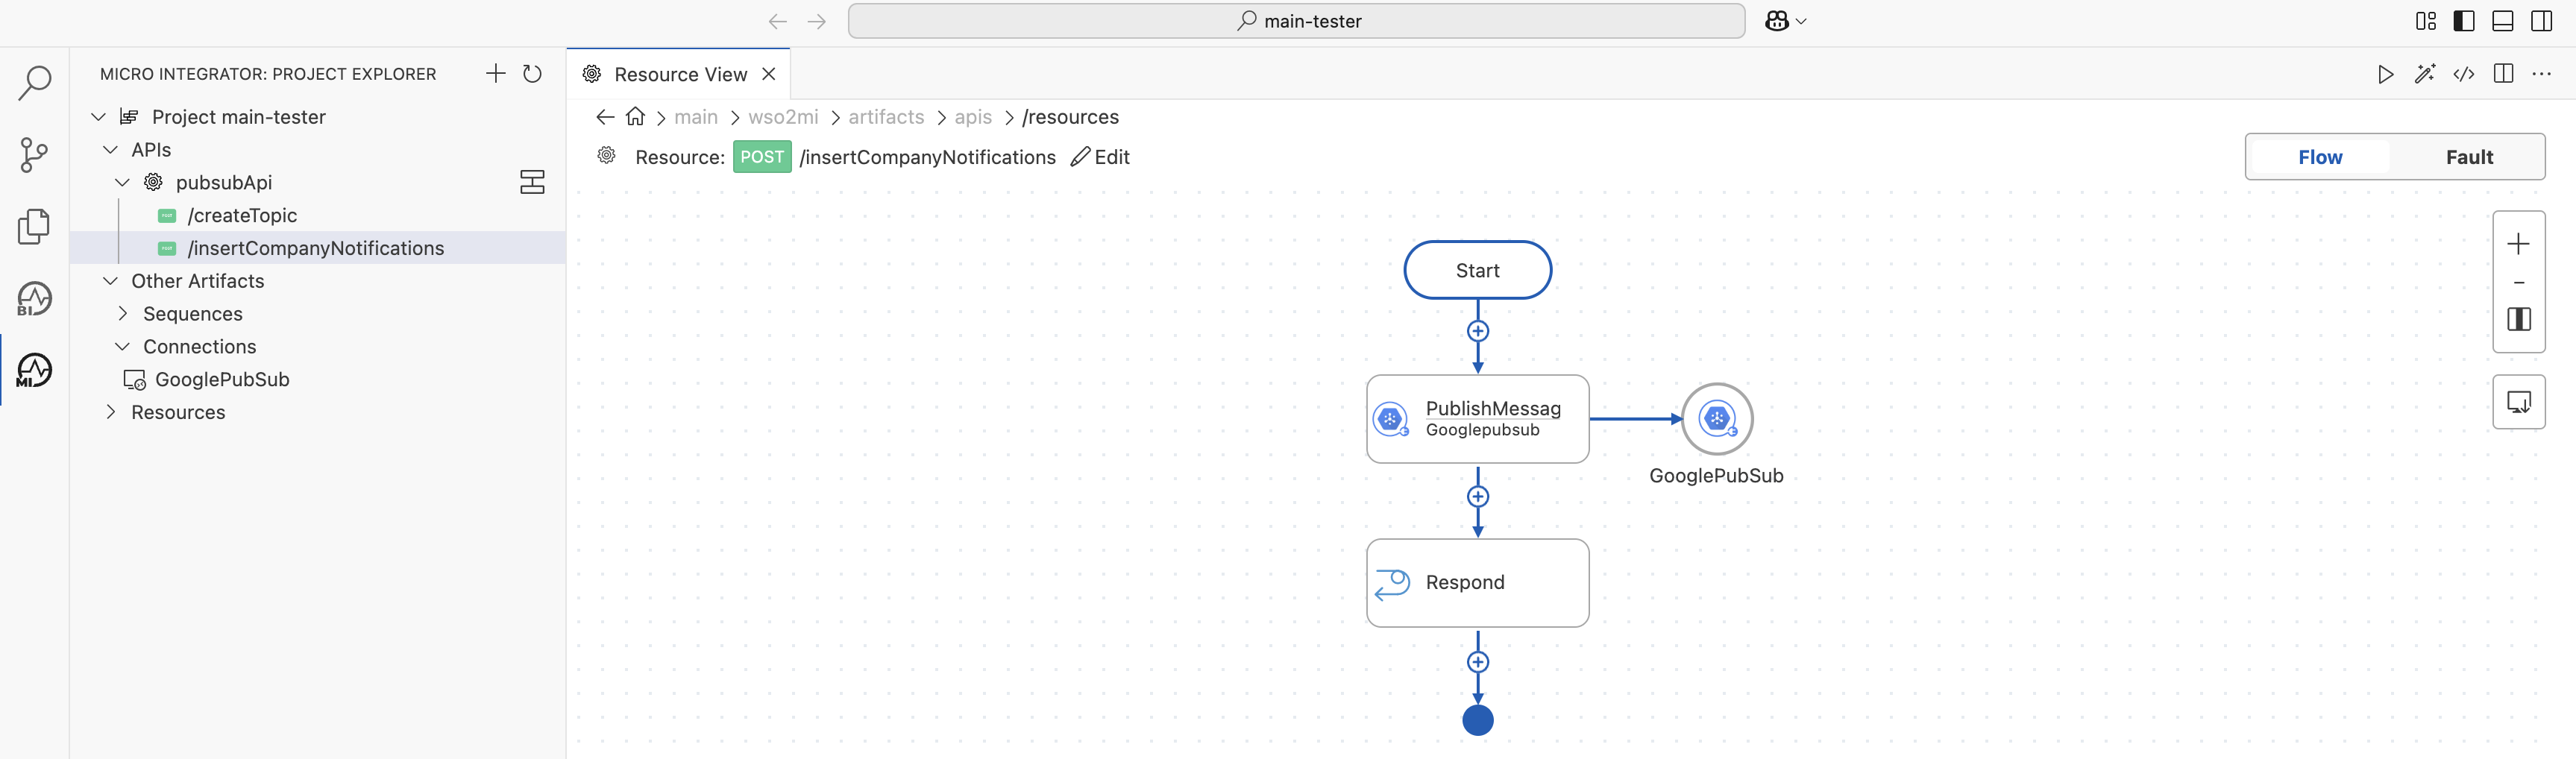 main-tester
MICRO INTEGRATOR: PROJECT EXPLORER
Project main-tester
APIs
pubsubApi
POST /createTopic
POST /insertCompanyNotifications
Other Artifacts
Sequences
Connections
GooglePubSub
Resources
BI
MI
Resource View
main > wso2mi > artifacts > apis > /resources
Resource: POST /insertCompanyNotifications Edit
Flow Fault
Start
PublishMessag
Googlepubsub
GooglePubSub
Respond